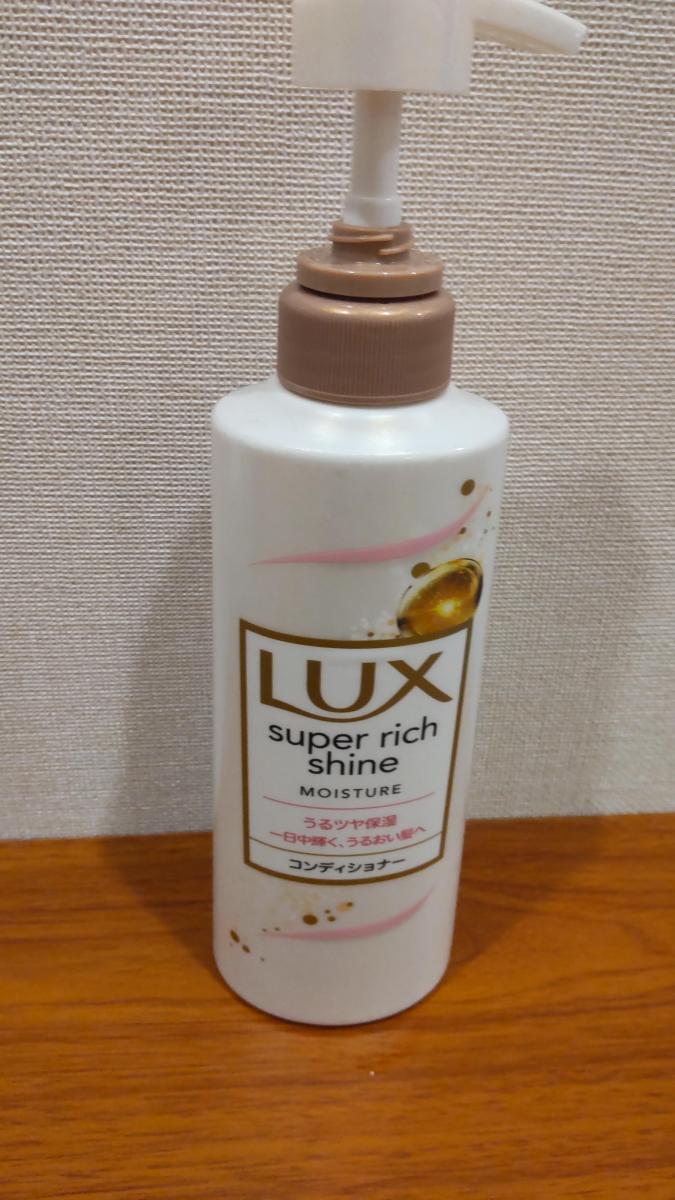 LUX
super rich
shine
MOISTURE
うるツヤ保湿
一日中輝く、うるおい髪へ
コンディショナー